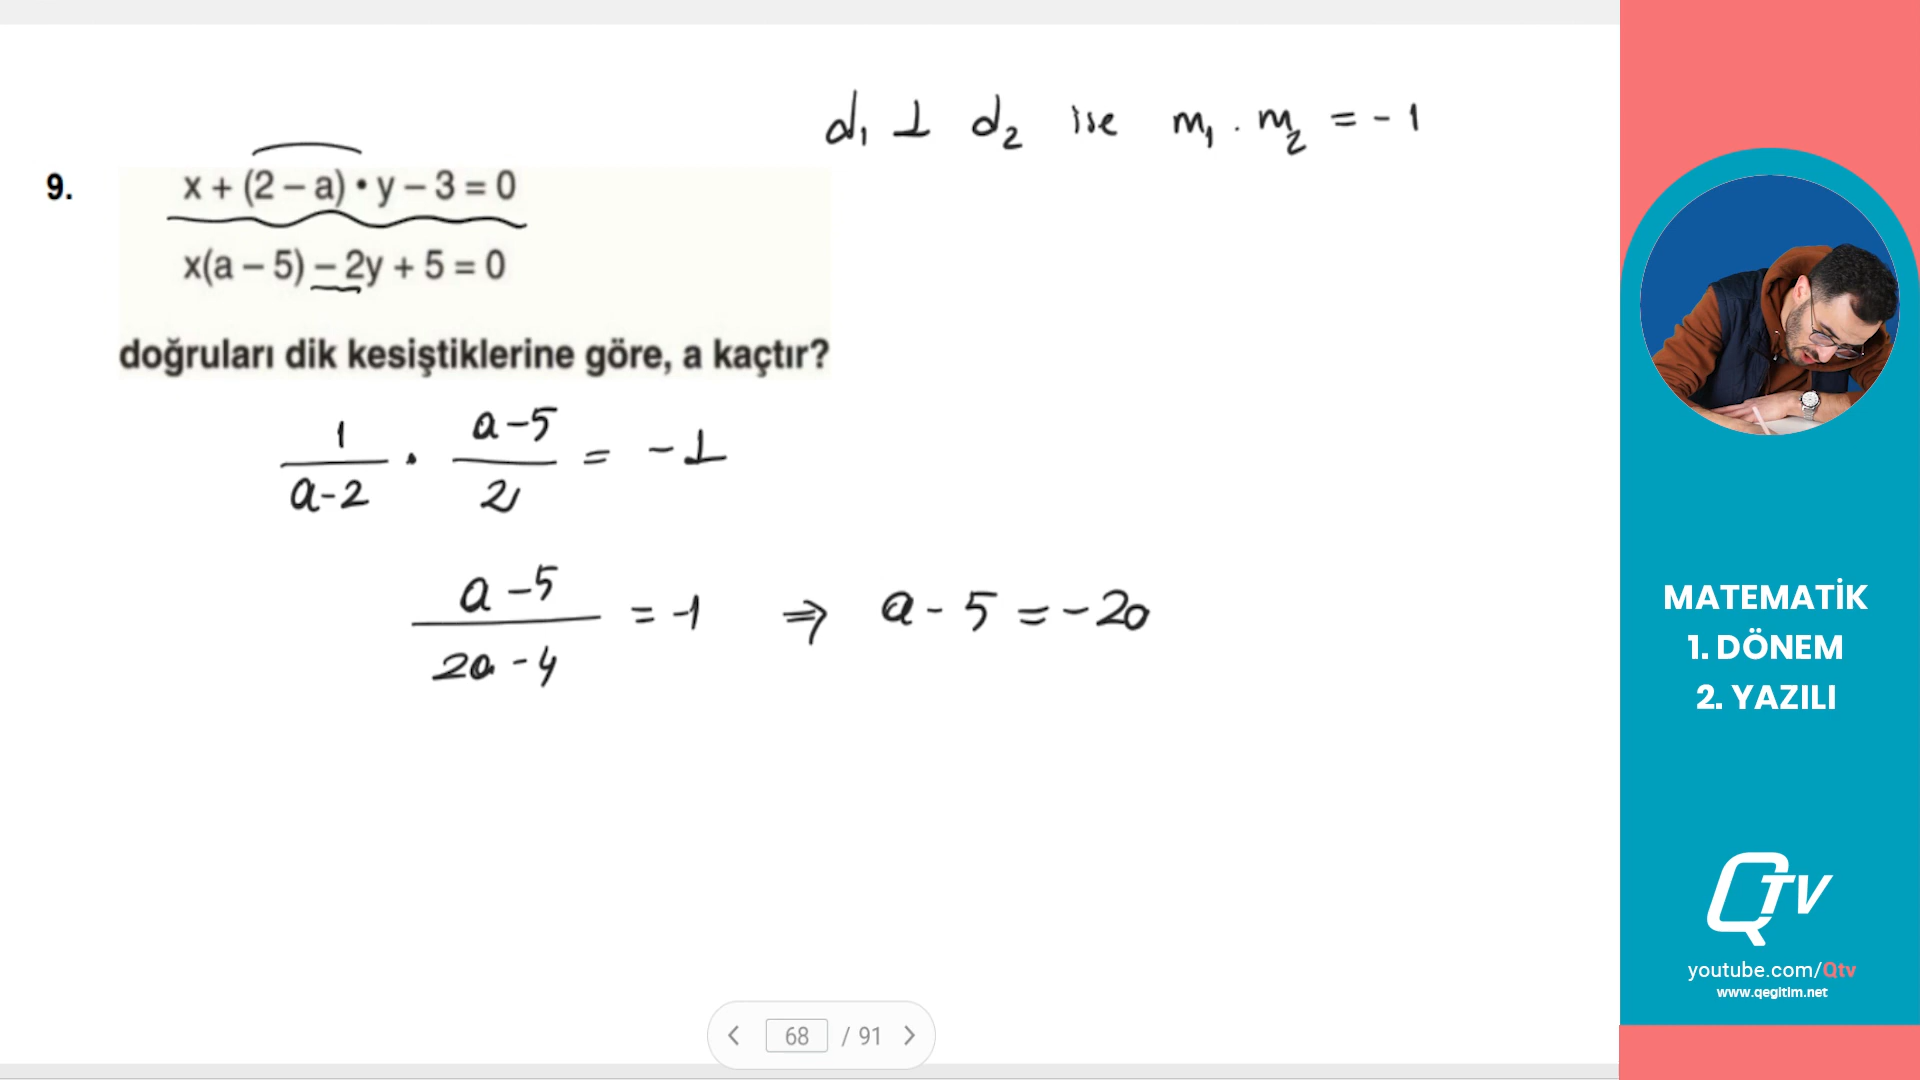 d₁ ⊥ d₂ ise m₁ . m₂ = -1
9. x + (2 – a) • y – 3 = 0
x(a – 5) – 2y + 5 = 0
doğruları dik kesiştiklerine göre, a kaçtır?
1/(a-2) . (a-5)/2 = -1
(a-5)/(2a-4) = -1 ⇒ a - 5 = -2a
68 / 91
MATEMATİK
1. DÖNEM
2. YAZILI
QTV
youtube.com/Qtv
www.qegitim.net